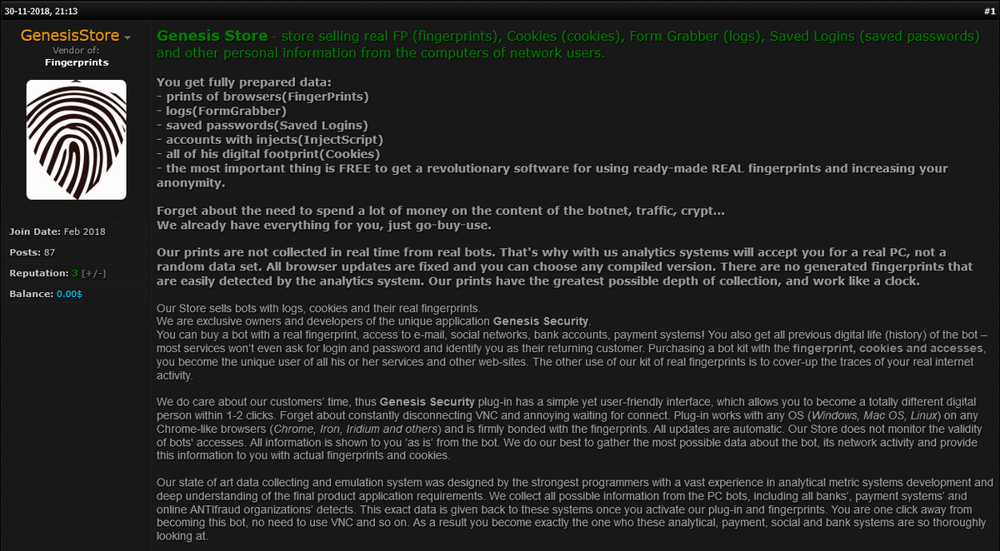 30-11-2018, 21:13
#1
GenesisStore
Vendor of:
Fingerprints
Join Date: Feb 2018
Posts: 87
Reputation: 3 [+/-]
Balance: 0.00$
Genesis Store - store selling real FP (fingerprints), Cookies (cookies), Form Grabber (logs), Saved Logins (saved passwords)
and other personal information from the computers of network users.
You get fully prepared data:
- prints of browsers(FingerPrints)
- logs(FormGrabber)
- saved passwords(Saved Logins)
- accounts with injects(InjectScript)
- all of his digital footprint(Cookies)
- the most important thing is FREE to get a revolutionary software for using ready-made REAL fingerprints and increasing your
anonymity.
Forget about the need to spend a lot of money on the content of the botnet, traffic, crypt...
We already have everything for you, just go-buy-use.
Our prints are not collected in real time from real bots. That's why with us analytics systems will accept you for a real PC, not a
random data set. All browser updates are fixed and you can choose any compiled version. There are no generated fingerprints that
are easily detected by the analytics system. Our prints have the greatest possible depth of collection, and work like a clock.
Our Store sells bots with logs, cookies and their real fingerprints.
We are exclusive owners and developers of the unique application Genesis Security.
You can buy a bot with a real fingerprint, access to e-mail, social networks, bank accounts, payment systems! You also get all previous digital life (history) of the bot –
most services won't even ask for login and password and identify you as their returning customer. Purchasing a bot kit with the fingerprint, cookies and accesses,
you become the unique user of all his or her services and other web-sites. The other use of our kit of real fingerprints is to cover-up the traces of your real internet
activity.
We do care about our customers' time, thus Genesis Security plug-in has a simple yet user-friendly interface, which allows you to become a totally different digital
person within 1-2 clicks. Forget about constantly disconnecting VNC and annoying waiting for connect. Plug-in works with any OS (Windows, Mac OS, Linux) on any
Chrome-like browsers (Chrome, Iron, Iridium and others) and is firmly bonded with the fingerprints. All updates are automatic. Our Store does not monitor the validity
of bots' accesses. All information is shown to you 'as is' from the bot. We do our best to gather the most possible data about the bot, its network activity and provide
this information to you with actual fingerprints and cookies.
Our state of art data collecting and emulation system was designed by the strongest programmers with a vast experience in analytical metric systems development and
deep understanding of the final product application requirements. We collect all possible information from the PC bots, including all banks', payment systems' and
online ANTIfraud organizations' detects. This exact data is given back to these systems once you activate our plug-in and fingerprints. You are one click away from
becoming this bot, no need to use VNC and so on. As a result you become exactly the one who these analytical, payment, social and bank systems are so thoroughly
looking at.